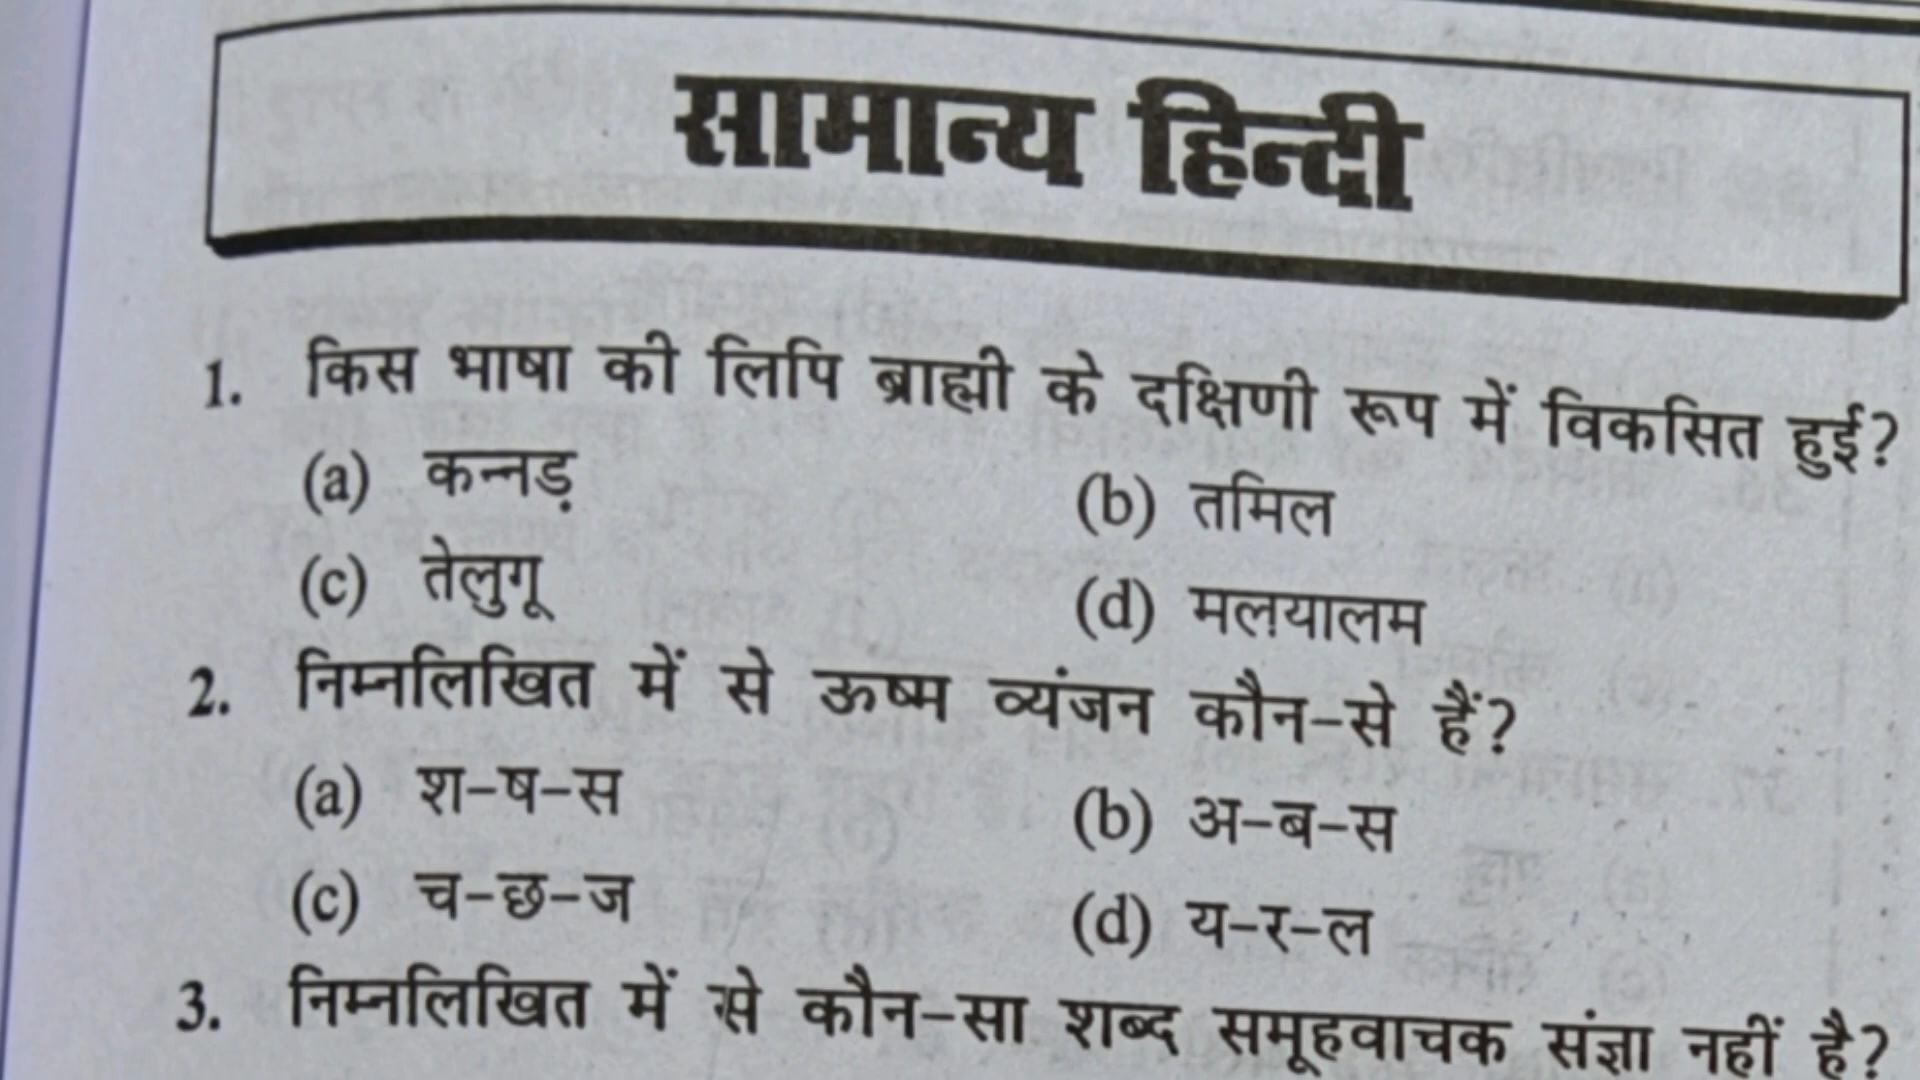 सामान्य हिन्दी
1. किस भाषा की लिपि ब्राह्मी के दक्षिणी रूप में विकसित हुई?
(a) कन्नड़ (b) तमिल
(c) तेलुगू (d) मलय़ालम
2. निम्नलिखित में से ऊष्म व्यंजन कौन-से हैं?
(a) श-ष-स (b) अ-ब-स
(c) च-छ-ज (d) य-र-ल
3. निम्नलिखित में से कौन-सा शब्द समूहवाचक संज्ञा नहीं है?